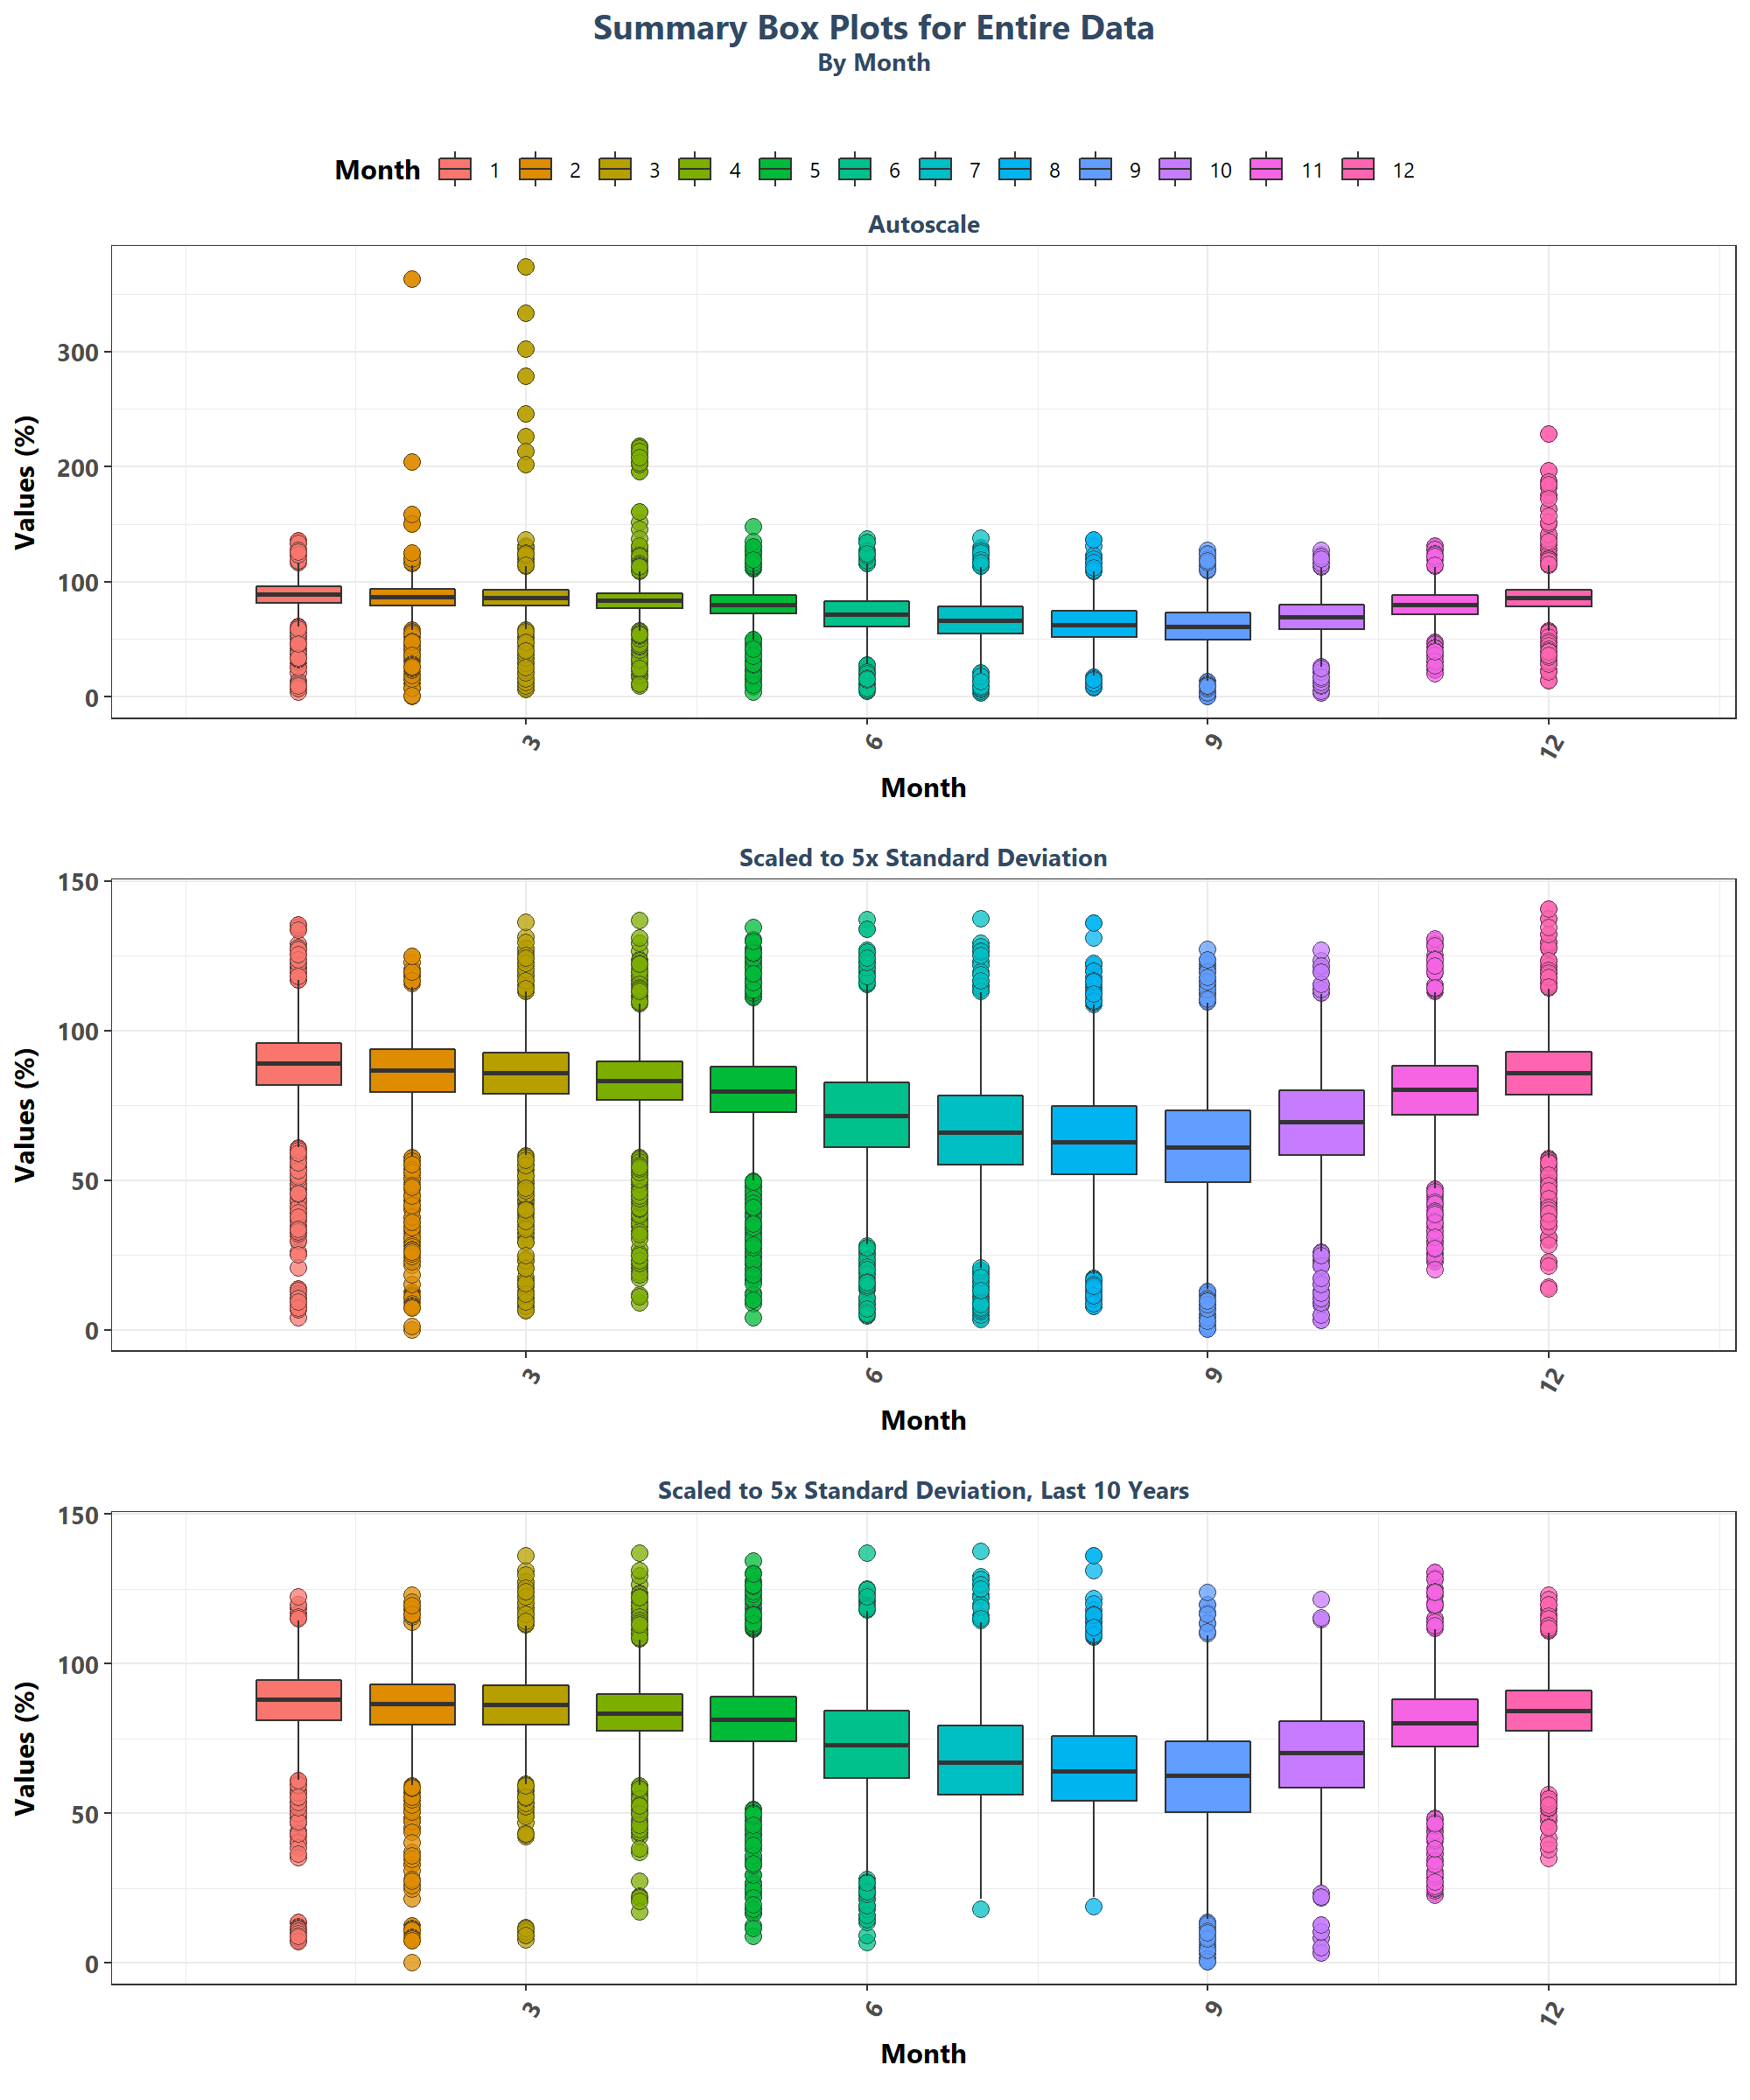 Summary Box Plots for Entire Data
By Month
Month 1 2 3 4 5 6 7 8 9 10 11 12
Autoscale
Values (%)
300
200
100
0
3 6 9 12
Month
Scaled to 5x Standard Deviation
Values (%)
150
100
50
0
3 6 9 12
Month
Scaled to 5x Standard Deviation, Last 10 Years
Values (%)
150
100
50
0
3 6 9 12
Month